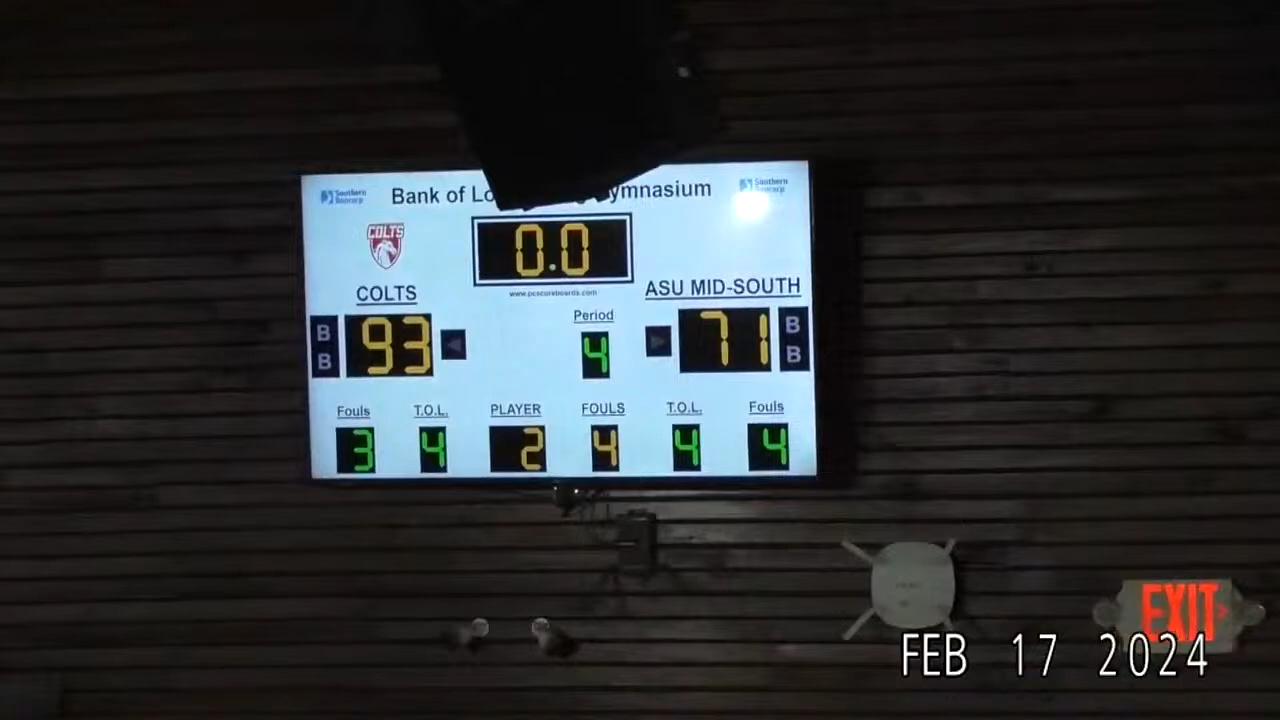 Southern Bancorp
Bank of Lo ymnasium
Southern Bancorp
COLTS
0.0
www.pcscoreboards.com
COLTS
ASU MID-SOUTH
B
B
93
Period
4
71
B
B
Fouls T.O.L. PLAYER FOULS T.O.L. Fouls
3 4 2 4 4 4
EXIT
FEB 17 2024